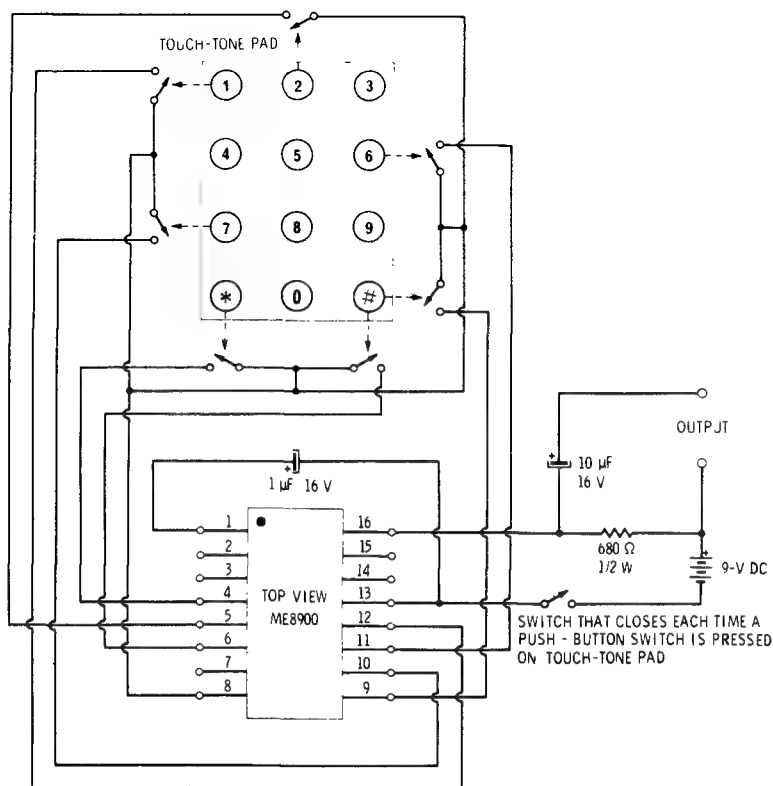 TOUCH-TONE PAD
1 2 3
4 5 6
7 8 9
* 0 #
OUTPUT
+
10 µF
16 V
+
1 µF 16 V
1 16
2 15
3 14
4 13
5 12
6 11
7 10
8 9
TOP VIEW
ME8900
680 Ω
1/2 W
+
9-V DC
SWITCH THAT CLOSES EACH TIME A
PUSH - BUTTON SWITCH IS PRESSED
ON TOUCH-TONE PAD